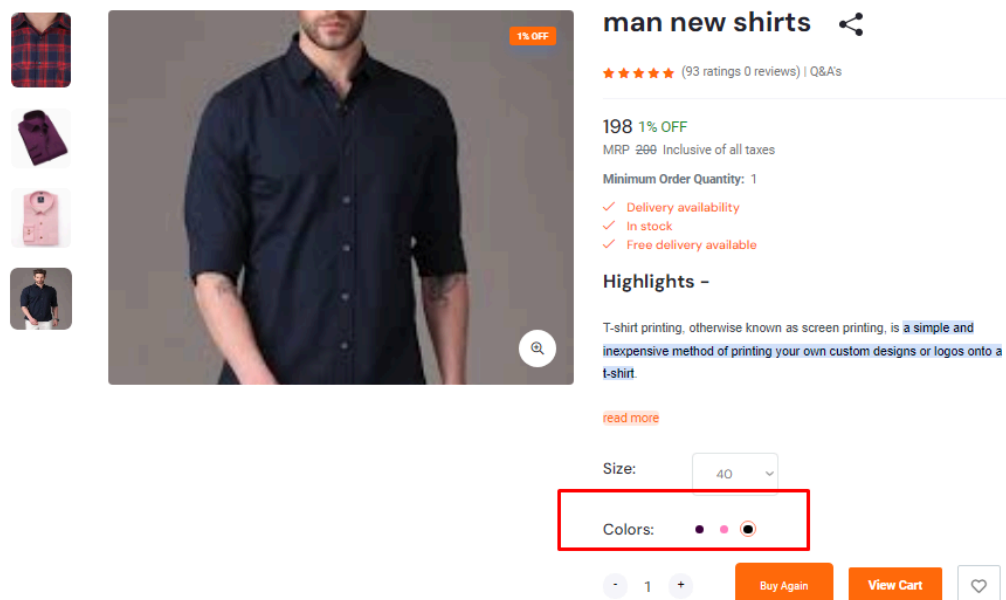 1% OFF
man new shirts
(93 ratings 0 reviews) | Q&A's
198 1% OFF
MRP 200 Inclusive of all taxes
Minimum Order Quantity: 1
Delivery availability
In stock
Free delivery available
Highlights -
T-shirt printing, otherwise known as screen printing, is a simple and
inexpensive method of printing your own custom designs or logos onto a
t-shirt.
read more
Size: 40
Colors:
- 1 + Buy Again View Cart